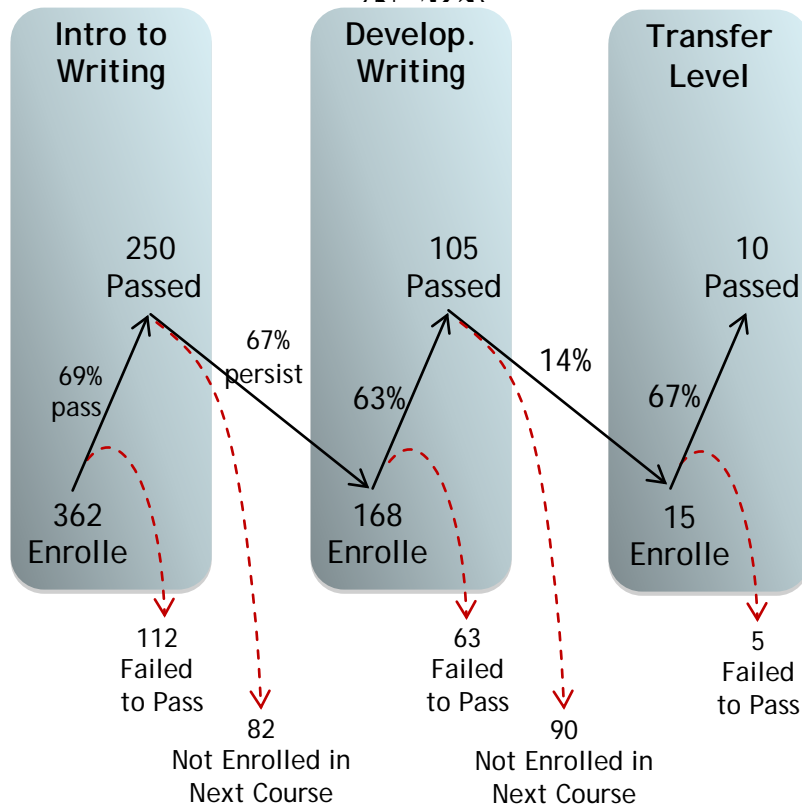 Intro to
Writing
Develop.
Writing
Transfer
Level
250
Passed
105
Passed
10
Passed
69%
pass
67%
persist
63%
14%
67%
362
Enrolle
168
Enrolle
15
Enrolle
112
Failed
to Pass
63
Failed
to Pass
5
Failed
to Pass
82
Not Enrolled in
Next Course
90
Not Enrolled in
Next Course